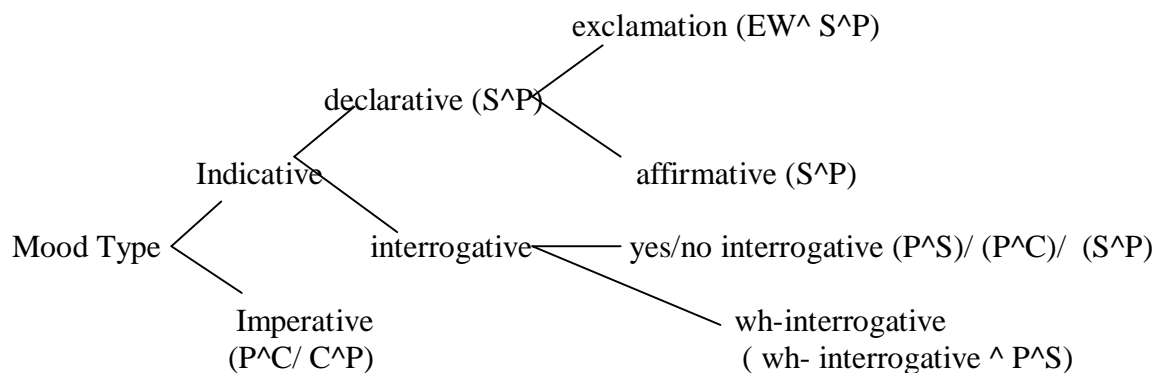 exclamation (EW^ S^P)
declarative (S^P)
Indicative
affirmative (S^P)
Mood Type
interrogative
yes/no interrogative (P^S)/ (P^C)/ (S^P)
Imperative
(P^C/ C^P)
wh-interrogative
( wh- interrogative ^ P^S)